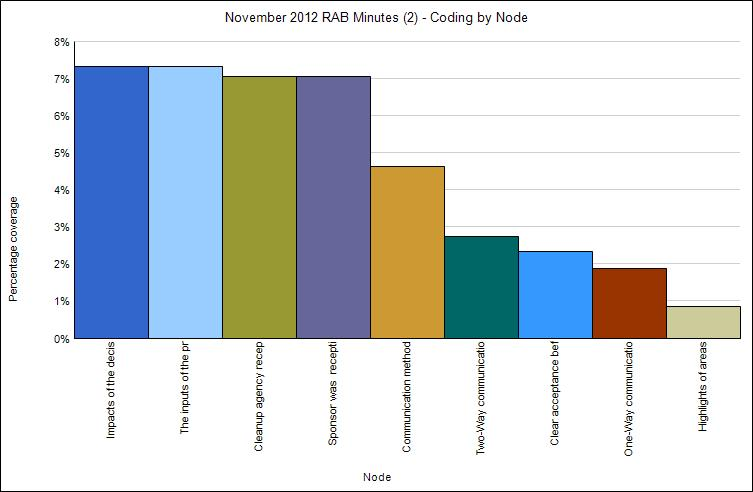 November 2012 RAB Minutes (2) - Coding by Node
8%
7%
6%
5%
4%
3%
2%
1%
0%
Percentage coverage
Impacts of the decis
The inputs of the pr
Cleanup agency recep
Sponsor was  recepti
Communication method
Two-Way communicatio
Clear acceptance bef
One-Way communicatio
Highlights of areas
Node